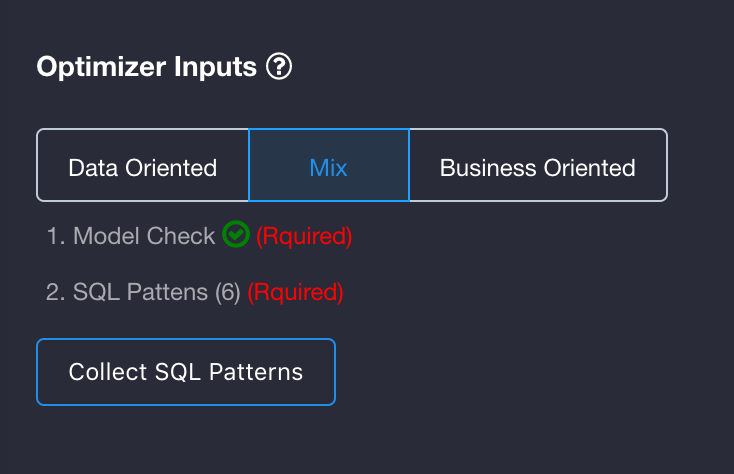 Optimizer Inputs ?
Data Oriented Mix Business Oriented
1. Model Check (Rquired)
2. SQL Pattens (6) (Rquired)
Collect SQL Patterns